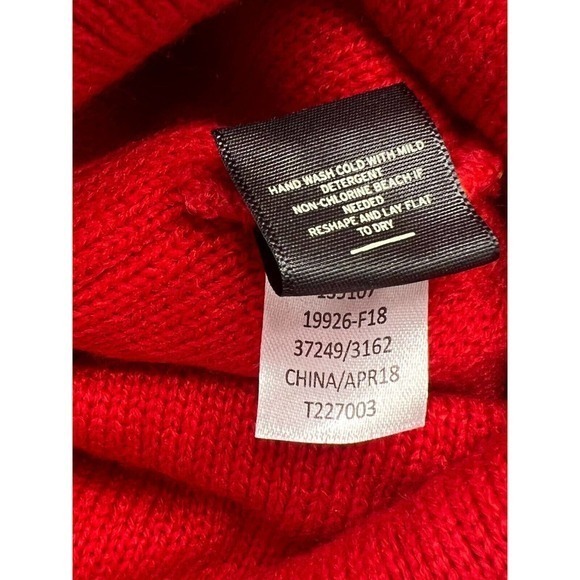 HAND WASH COLD WITH MILD
DETERGENT
NON-CHLORINE BEACH IF
NEEDED
RESHAPE AND LAY FLAT
TO DRY
19926-F18
37249/3162
CHINA/APR18
T227003